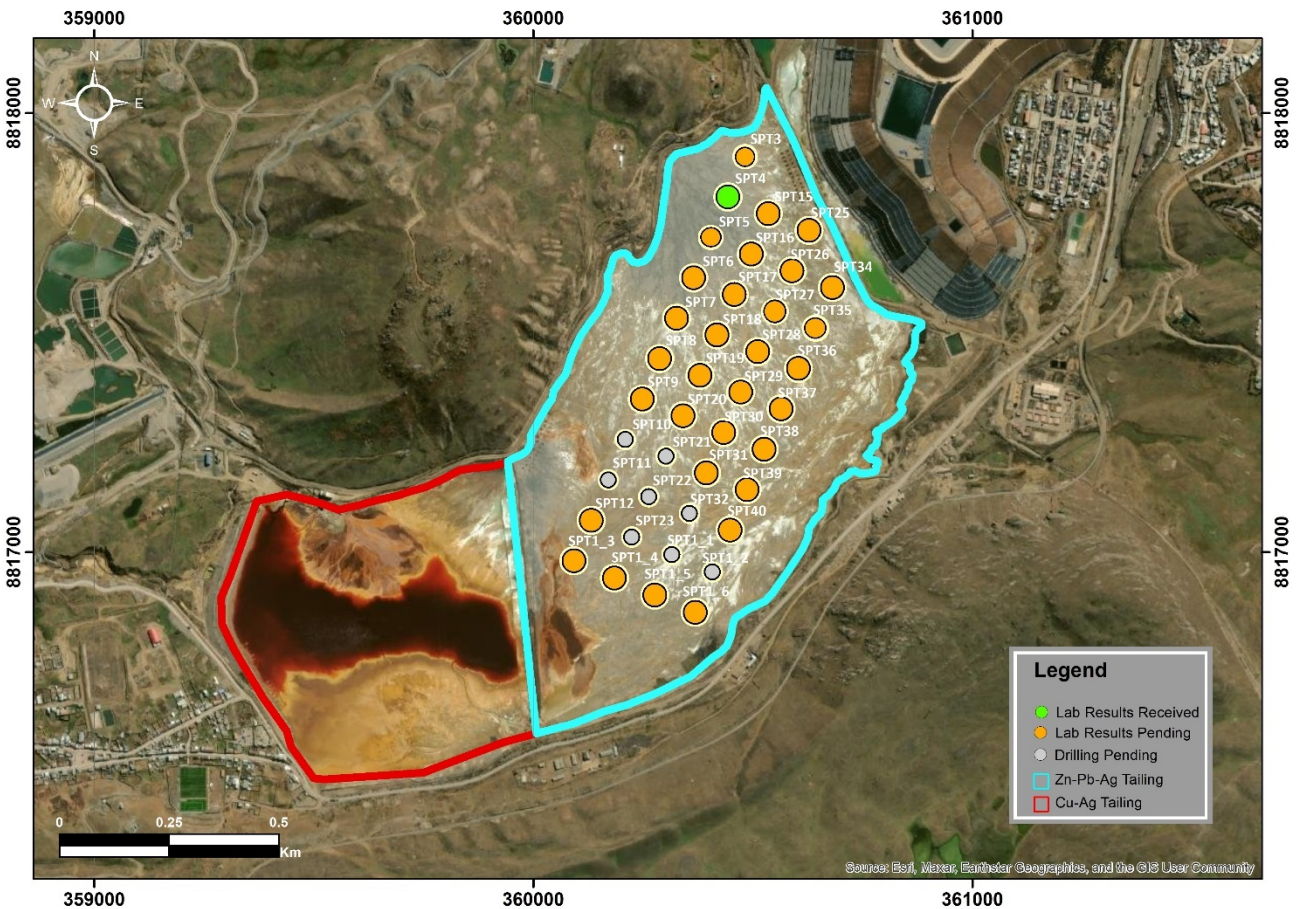 359000
360000
361000
N
W
E
S
8818000
8818000
SPT3
SPT4
SPT15
SPT5
SPT25
SPT16
SPT6
SPT26
SPT34
SPT17
SPT7
SPT27
SPT35
SPT18
SPT8
SPT28
SPT36
SPT19
SPT9
SPT29
SPT37
SPT20
SPT10
SPT30
SPT38
SPT21
SPT11
SPT31
SPT39
SPT22
SPT12
SPT32
SPT40
SPT23
SPT1_3
SPT1_1
SPT1_4
SPT1_2
SPT1_5
SPT1_6
8817000
8817000
Legend
Lab Results Received
Lab Results Pending
Drilling Pending
Zn-Pb-Ag Tailing
Cu-Ag Tailing
0 0.25 0.5
Km
Source: Esri, Maxar, Earthstar Geographics, and the GIS User Community
359000
360000
361000